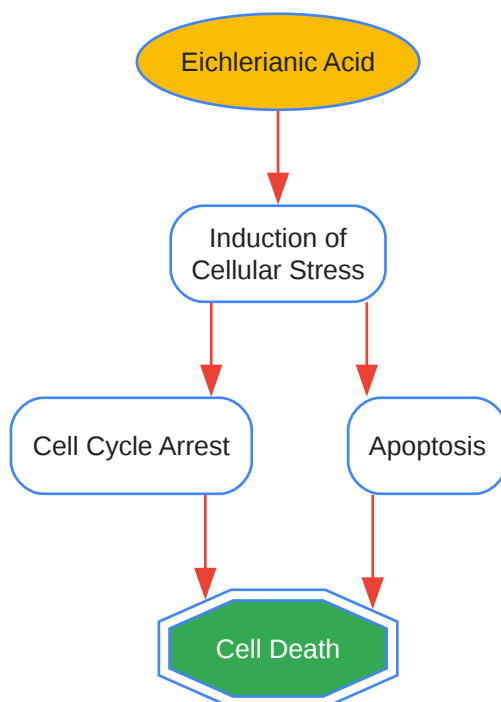 Eichlerianic Acid
Induction of
Cellular Stress
Cell Cycle Arrest
Apoptosis
Cell Death